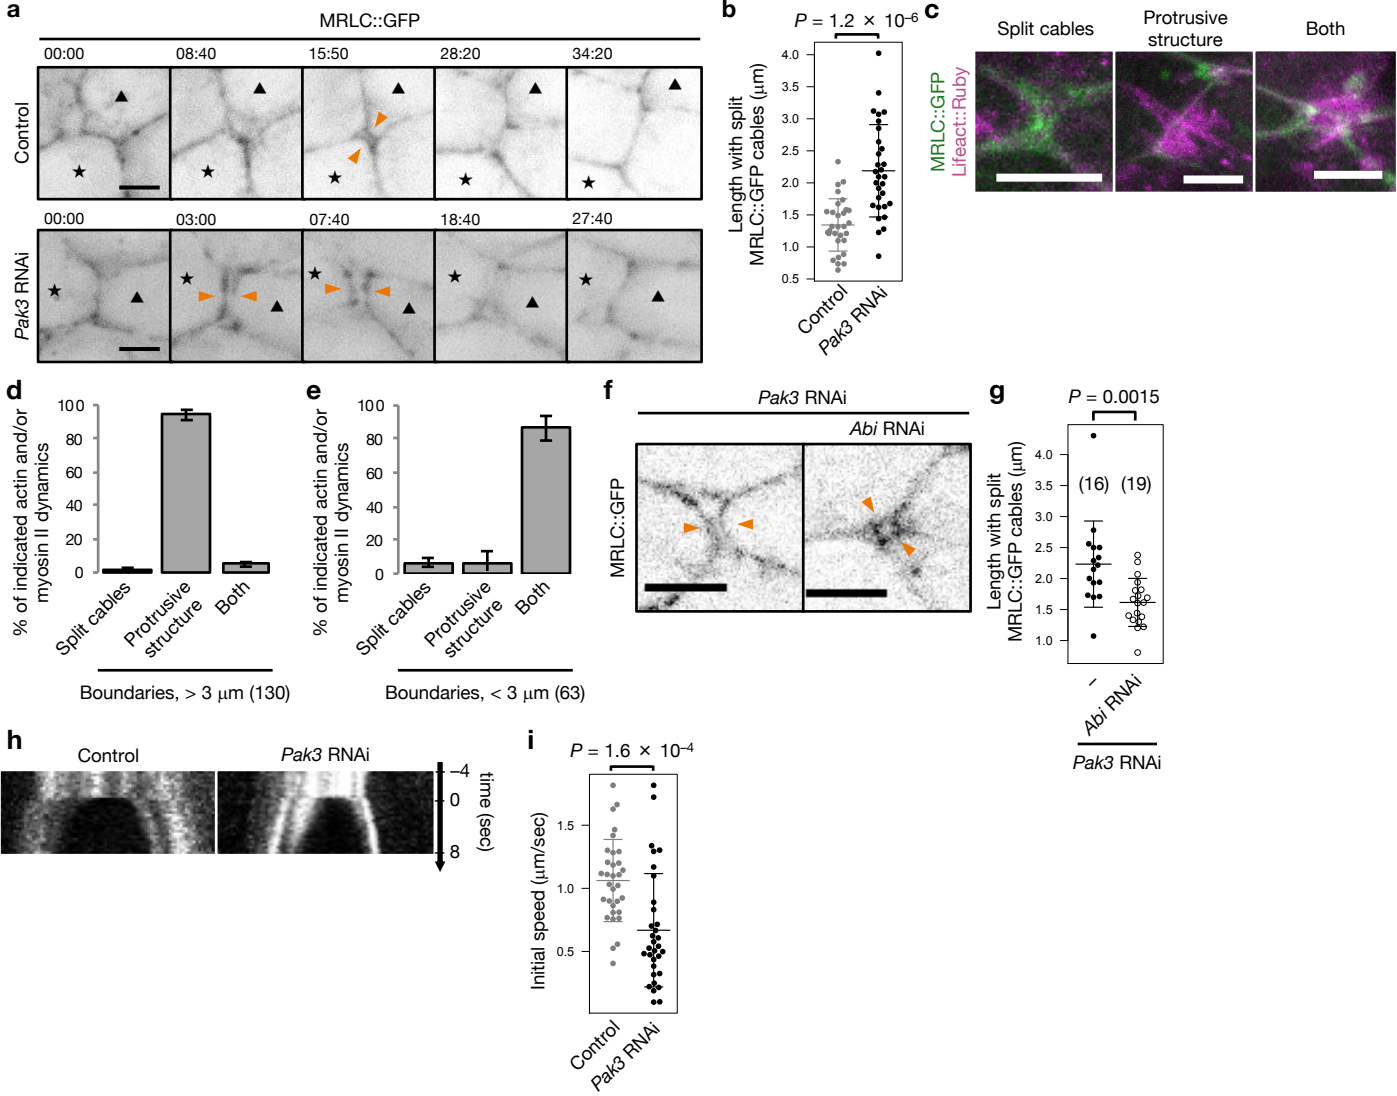 a
MRLC::GFP
00:00 08:40 15:50 28:20 34:20
Control
00:00 03:00 07:40 18:40 27:40
Pak3 RNAi
b
P = 1.2 × 10–6
Length with split
MRLC::GFP cables (μm)
4.0
3.5
3.0
2.5
2.0
1.5
1.0
0.5
Control
Pak3 RNAi
c
Split cables
Protrusive
structure
Both
MRLC::GFP
Lifeact::Ruby
d
% of indicated actin and/or
myosin II dynamics
100
80
60
40
20
0
Split cables
Protrusive
structure
Both
Boundaries, > 3 μm (130)
e
% of indicated actin and/or
myosin II dynamics
100
80
60
40
20
0
Split cables
Protrusive
structure
Both
Boundaries, < 3 μm (63)
f
Pak3 RNAi
Abi RNAi
MRLC::GFP
g
P = 0.0015
Length with split
MRLC::GFP cables (μm)
4.0
3.5
3.0
2.5
2.0
1.5
1.0
(16) (19)
–
Abi RNAi
Pak3 RNAi
h
Control
Pak3 RNAi
–4
0
8
time (sec)
i
P = 1.6 × 10–4
Initial speed (μm/sec)
1.5
1.0
0.5
Control
Pak3 RNAi